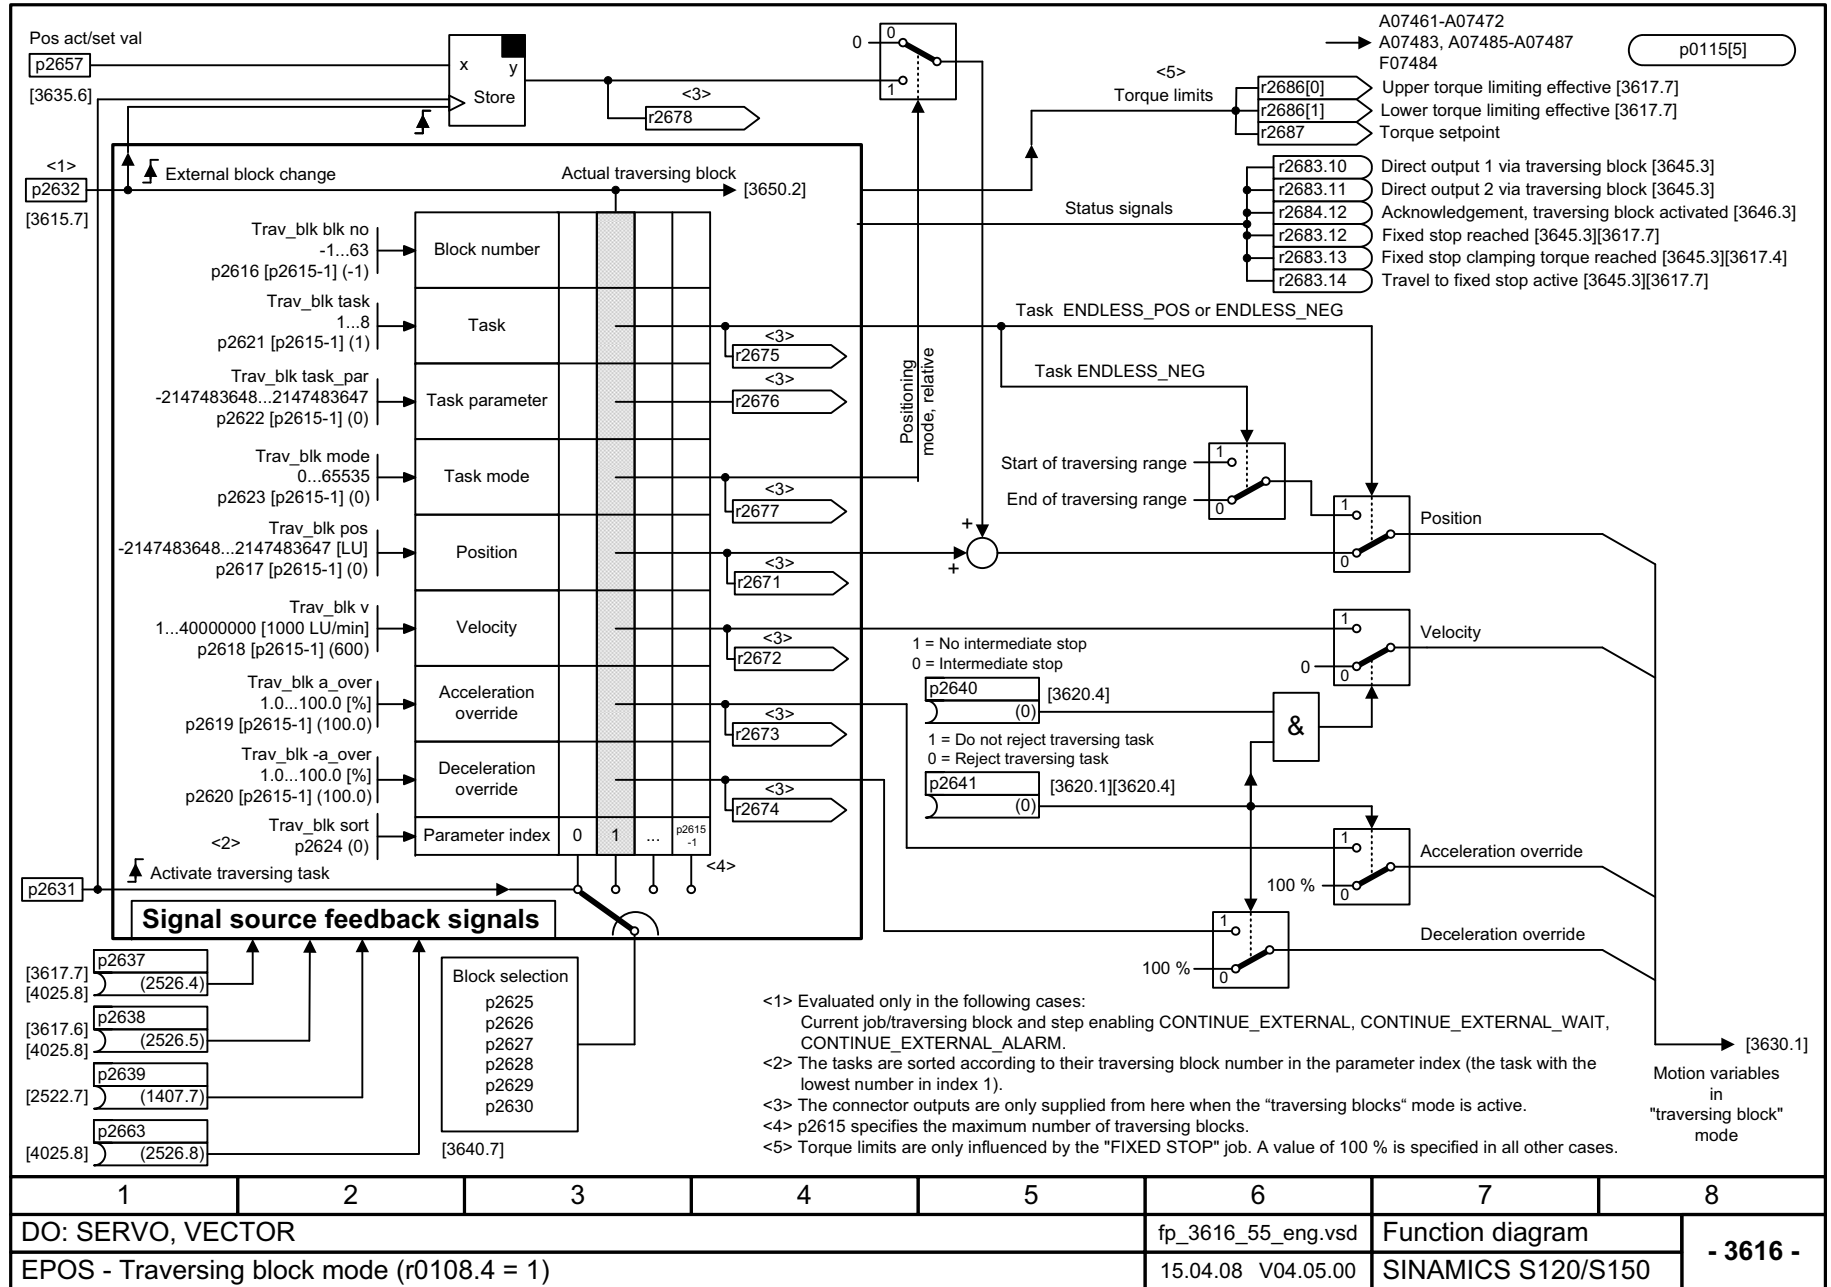 Pos act/set val
p2657
[3635.6]
x
y
Store
<3>
r2678
0
0
1
A07461-A07472
A07483, A07485-A07487
F07484
p0115[5]
<5>
Torque limits
r2686[0] Upper torque limiting effective [3617.7]
r2686[1] Lower torque limiting effective [3617.7]
r2687 Torque setpoint
<1>
p2632
[3615.7]
External block change
Actual traversing block
[3650.2]
Status signals
r2683.10 Direct output 1 via traversing block [3645.3]
r2683.11 Direct output 2 via traversing block [3645.3]
r2684.12 Acknowledgement, traversing block activated [3646.3]
r2683.12 Fixed stop reached [3645.3][3617.7]
r2683.13 Fixed stop clamping torque reached [3645.3][3617.4]
r2683.14 Travel to fixed stop active [3645.3][3617.7]
Trav_blk blk no
-1...63
p2616 [p2615-1] (-1)
Block number
Trav_blk task
1...8
p2621 [p2615-1] (1)
Task
<3>
r2675
Trav_blk task_par
-2147483648...2147483647
p2622 [p2615-1] (0)
Task parameter
<3>
r2676
Trav_blk mode
0...65535
p2623 [p2615-1] (0)
Task mode
<3>
r2677
Trav_blk pos
-2147483648...2147483647 [LU]
p2617 [p2615-1] (0)
Position
<3>
r2671
Trav_blk v
1...40000000 [1000 LU/min]
p2618 [p2615-1] (600)
Velocity
<3>
r2672
Trav_blk a_over
1.0...100.0 [%]
p2619 [p2615-1] (100.0)
Acceleration
override
<3>
r2673
Trav_blk -a_over
1.0...100.0 [%]
p2620 [p2615-1] (100.0)
Deceleration
override
<3>
r2674
<2>
Trav_blk sort
p2624 (0)
Parameter index 0 1 ... p2615
-1
<4>
Positioning
mode, relative
Task ENDLESS_POS or ENDLESS_NEG
Task ENDLESS_NEG
Start of traversing range
End of traversing range
1
0
+
+
1
0
Position
1
0
0
Velocity
1 = No intermediate stop
0 = Intermediate stop
p2640
(0)
[3620.4]
&
1 = Do not reject traversing task
0 = Reject traversing task
p2641
(0)
[3620.1][3620.4]
1
100 %
0
Acceleration override
1
100 %
0
Deceleration override
p2631
Activate traversing task
Signal source feedback signals
[3617.7]
[4025.8]
p2637
(2526.4)
[3617.6]
[4025.8]
p2638
(2526.5)
[2522.7]
p2639
(1407.7)
[4025.8]
p2663
(2526.8)
Block selection
p2625
p2626
p2627
p2628
p2629
p2630
[3640.7]
<1> Evaluated only in the following cases:
Current job/traversing block and step enabling CONTINUE_EXTERNAL, CONTINUE_EXTERNAL_WAIT,
CONTINUE_EXTERNAL_ALARM.
<2> The tasks are sorted according to their traversing block number in the parameter index (the task with the
lowest number in index 1).
<3> The connector outputs are only supplied from here when the “traversing blocks“ mode is active.
<4> p2615 specifies the maximum number of traversing blocks.
<5> Torque limits are only influenced by the "FIXED STOP" job. A value of 100 % is specified in all other cases.
[3630.1]
Motion variables
in
"traversing block"
mode
1 2 3 4 5 6 7 8
DO: SERVO, VECTOR
fp_3616_55_eng.vsd
Function diagram
- 3616 -
EPOS - Traversing block mode (r0108.4 = 1)
15.04.08 V04.05.00
SINAMICS S120/S150